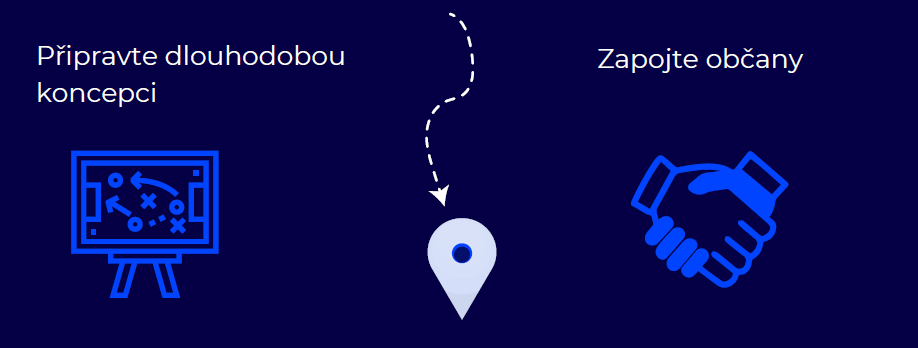 Připravte dlouhodobou
koncepci
Zapojte občany